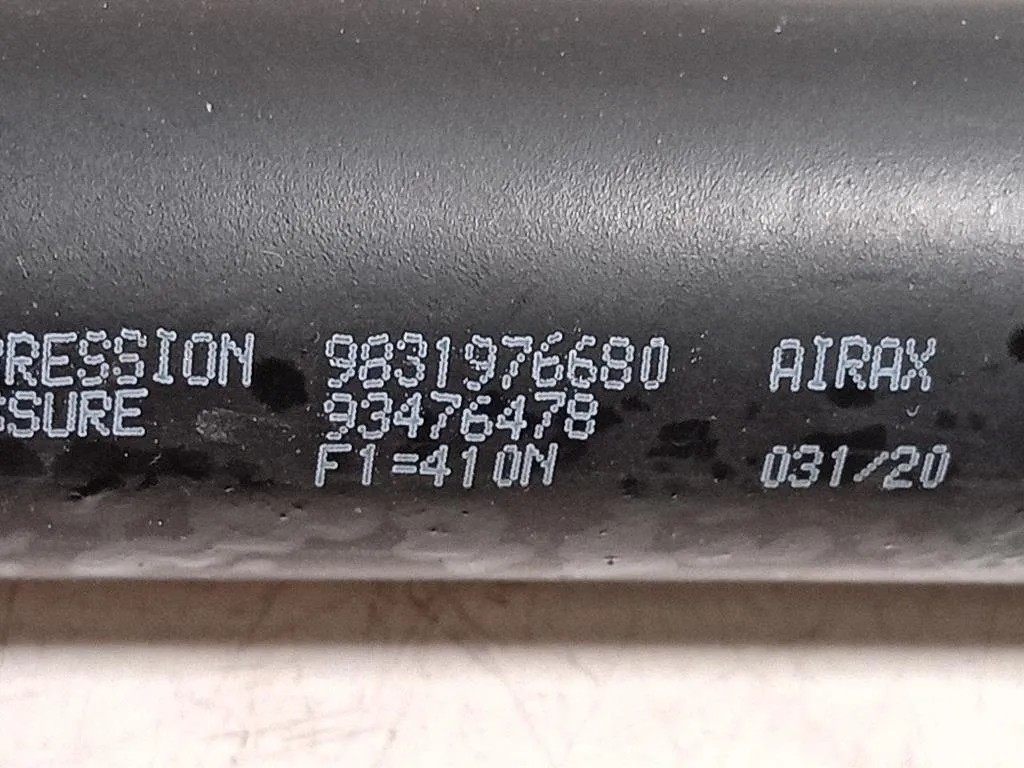 PRESSION 9831976680 AIRAX
SSURE 93476478
F1=410N 031/20